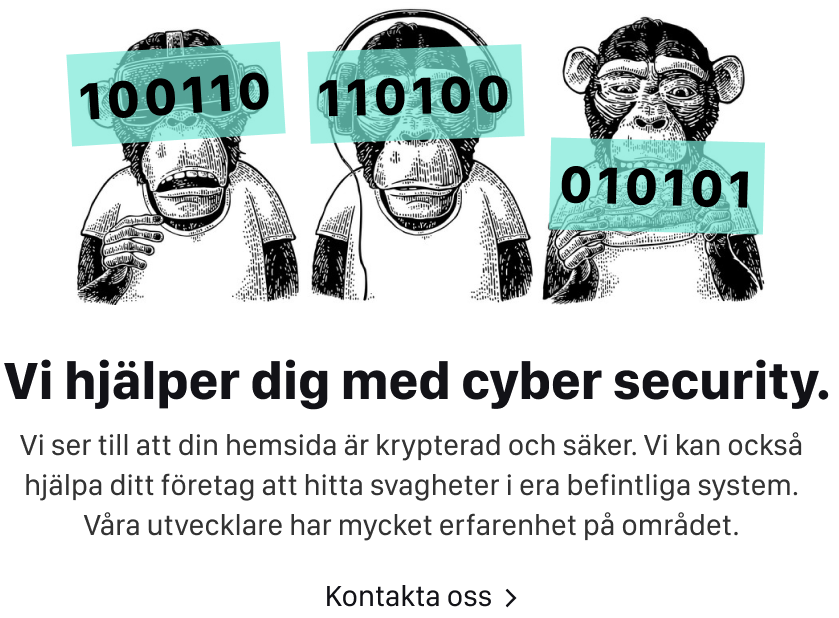 100110 110100
010101
Vi hjälper dig med cyber security.
Vi ser till att din hemsida är krypterad och säker. Vi kan också
hjälpa ditt företag att hitta svagheter i era befintliga system.
Våra utvecklare har mycket erfarenhet på området.
Kontakta oss >